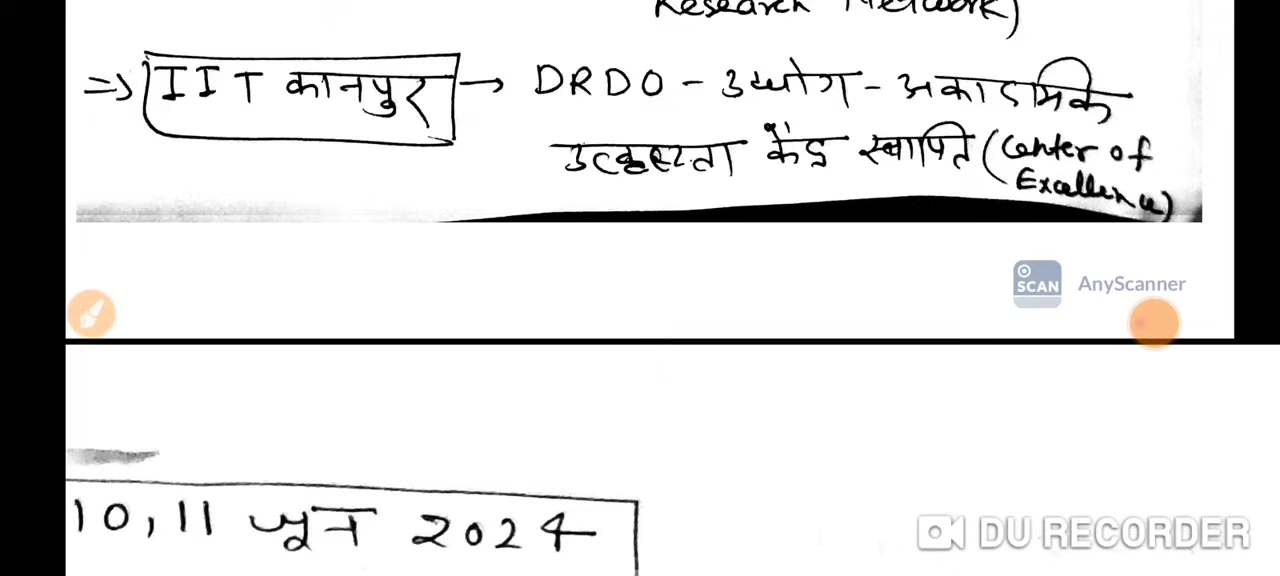 Research Network)
=> IIT कानपुर → DRDO - उद्योग - अकादमिक
उत्कृष्टता केंद्र स्थापित (Center of
Excellence)
SCAN AnyScanner
10, 11 जून 2024
DU RECORDER